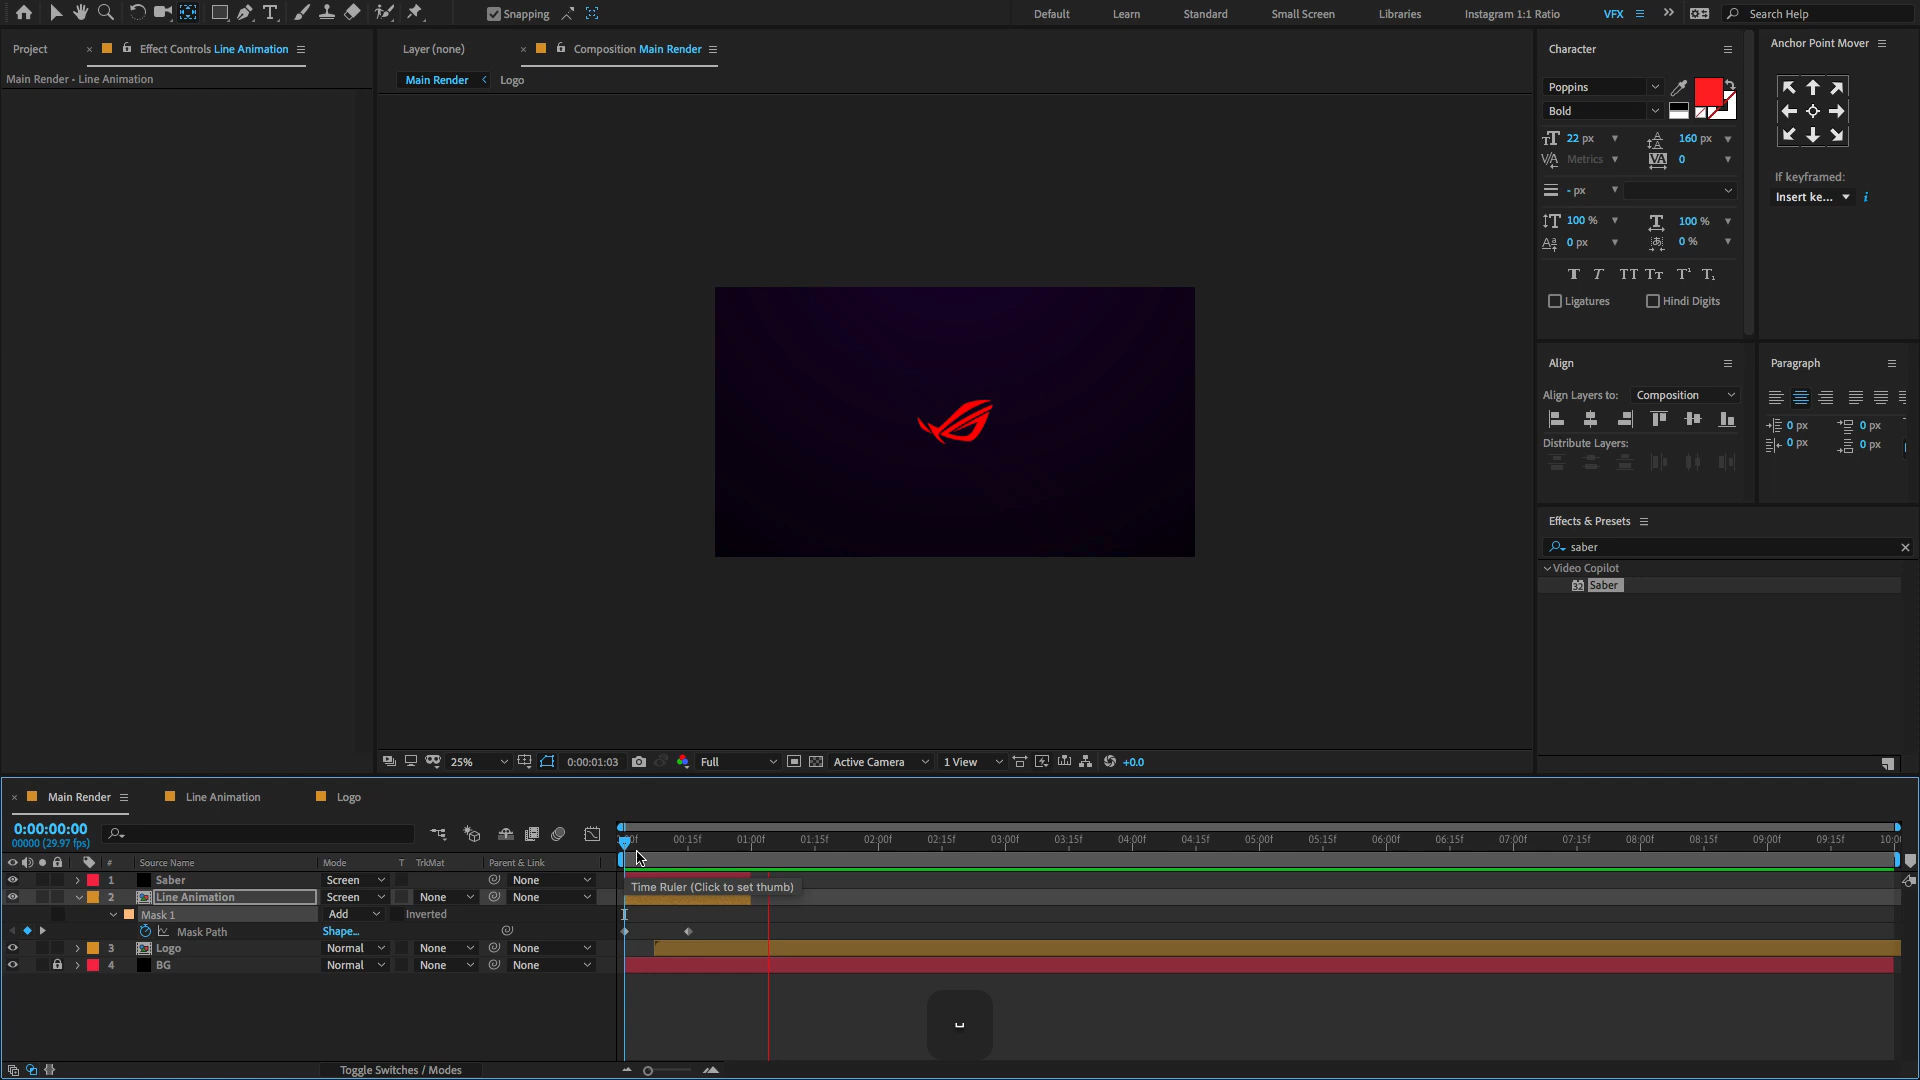 Snapping
Default
Learn
Standard
Small Screen
Libraries
Instagram 1:1 Ratio
VFX
Search Help
Project
Effect Controls Line Animation
Layer (none)
Composition Main Render
Character
Anchor Point Mover
Main Render - Line Animation
Main Render
Logo
Poppins
Bold
22 px
160 px
Metrics
0
- px
100 %
100 %
0 px
0 %
Ligatures
Hindi Digits
If keyframed:
Insert ke...
Align
Paragraph
Align Layers to:
Composition
Distribute Layers:
0 px
0 px
0 px
0 px
Effects & Presets
saber
Video Copilot
Saber
25%
0:00:01:03
Full
Active Camera
1 View
+0.0
Main Render
Line Animation
Logo
0:00:00:00
00000 (29.97 fps)
00:15f
01:00f
01:15f
02:00f
02:15f
03:00f
03:15f
04:00f
04:15f
05:00f
05:15f
06:00f
06:15f
07:00f
07:15f
08:00f
08:15f
09:00f
09:15f
# Source Name
Mode
T TrkMat
Parent & Link
1 Saber
Screen
None
2 Line Animation
Screen
None
None
Time Ruler (Click to set thumb)
Mask 1
Add
Inverted
Mask Path
Shape...
3 Logo
Normal
None
None
4 BG
Normal
None
None
Toggle Switches / Modes